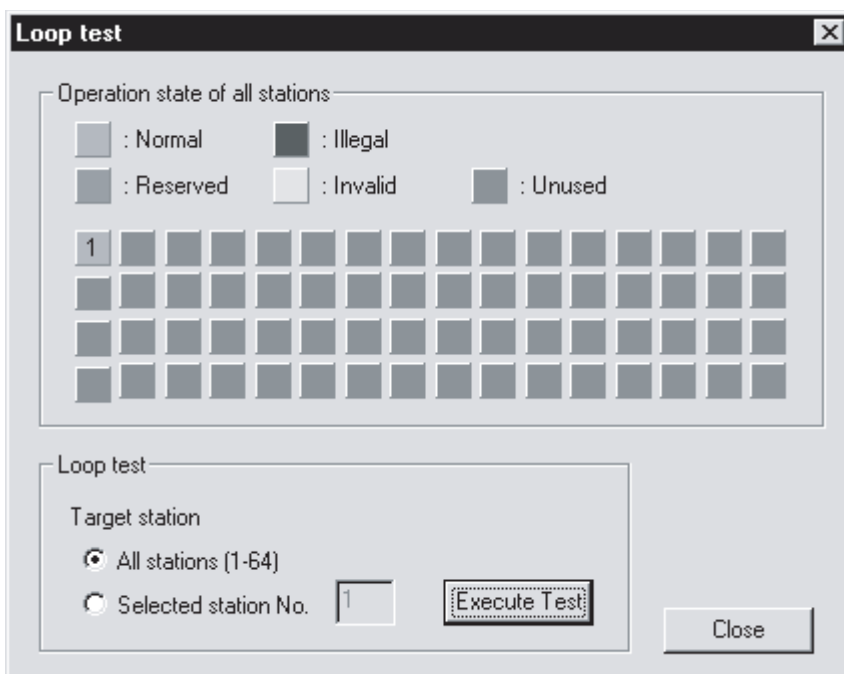 Loop test
Operation state of all stations
: Normal : Illegal
: Reserved : Invalid : Unused
1
Loop test
Target station
All stations (1-64)
Selected station No. 1 Execute Test
Close